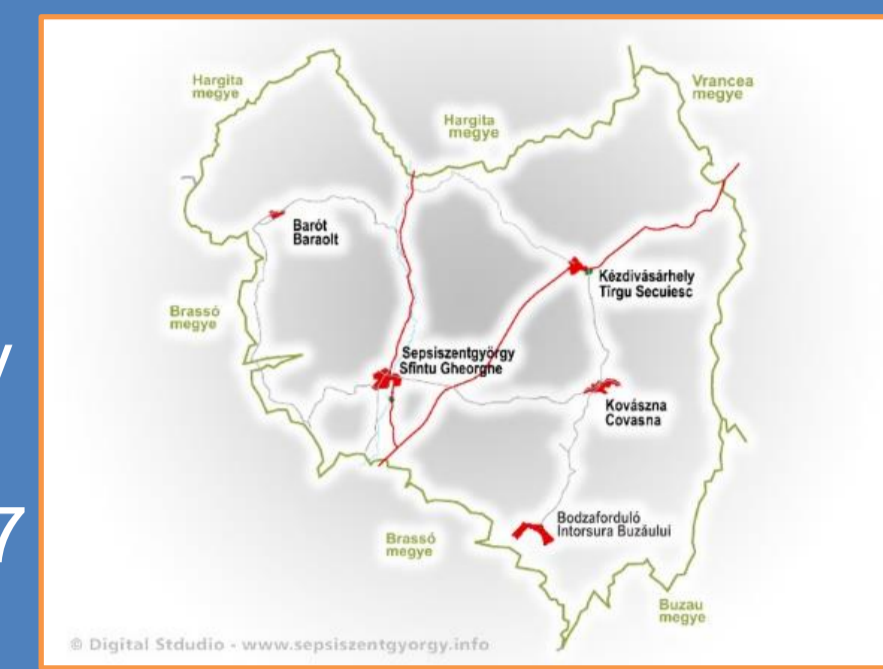 Hargita
megye
Vrancea
megye
Hargita
megye
Barót
Baraolt
Kézdivásárhely
Tîrgu Secuiesc
Brassó
megye
Sepsiszentgyörgy
Sfîntu Gheorghe
Kovászna
Covasna
7
Bodzaforduló
Intorsura Buzăului
Brassó
megye
Buzau
megye
© Digital Stdudio - www.sepsiszentgyorgy.info